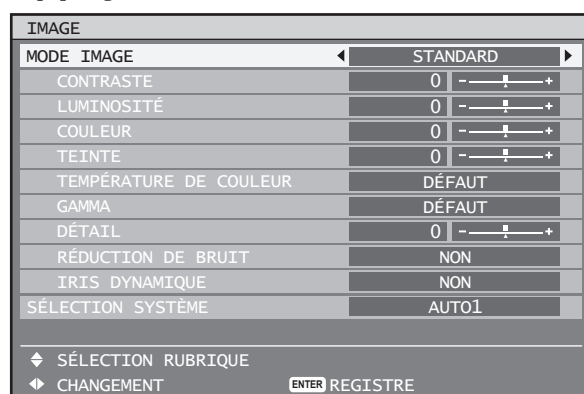 IMAGE
MODE IMAGE STANDARD
CONTRASTE 0 - +
LUMINOSITÉ 0 - +
COULEUR 0 - +
TEINTE 0 - +
TEMPÉRATURE DE COULEUR DÉFAUT
GAMMA DÉFAUT
DÉTAIL 0 - +
RÉDUCTION DE BRUIT NON
IRIS DYNAMIQUE NON
SÉLECTION SYSTÈME AUTO1
SÉLECTION RUBRIQUE
CHANGEMENT ENTER REGISTRE